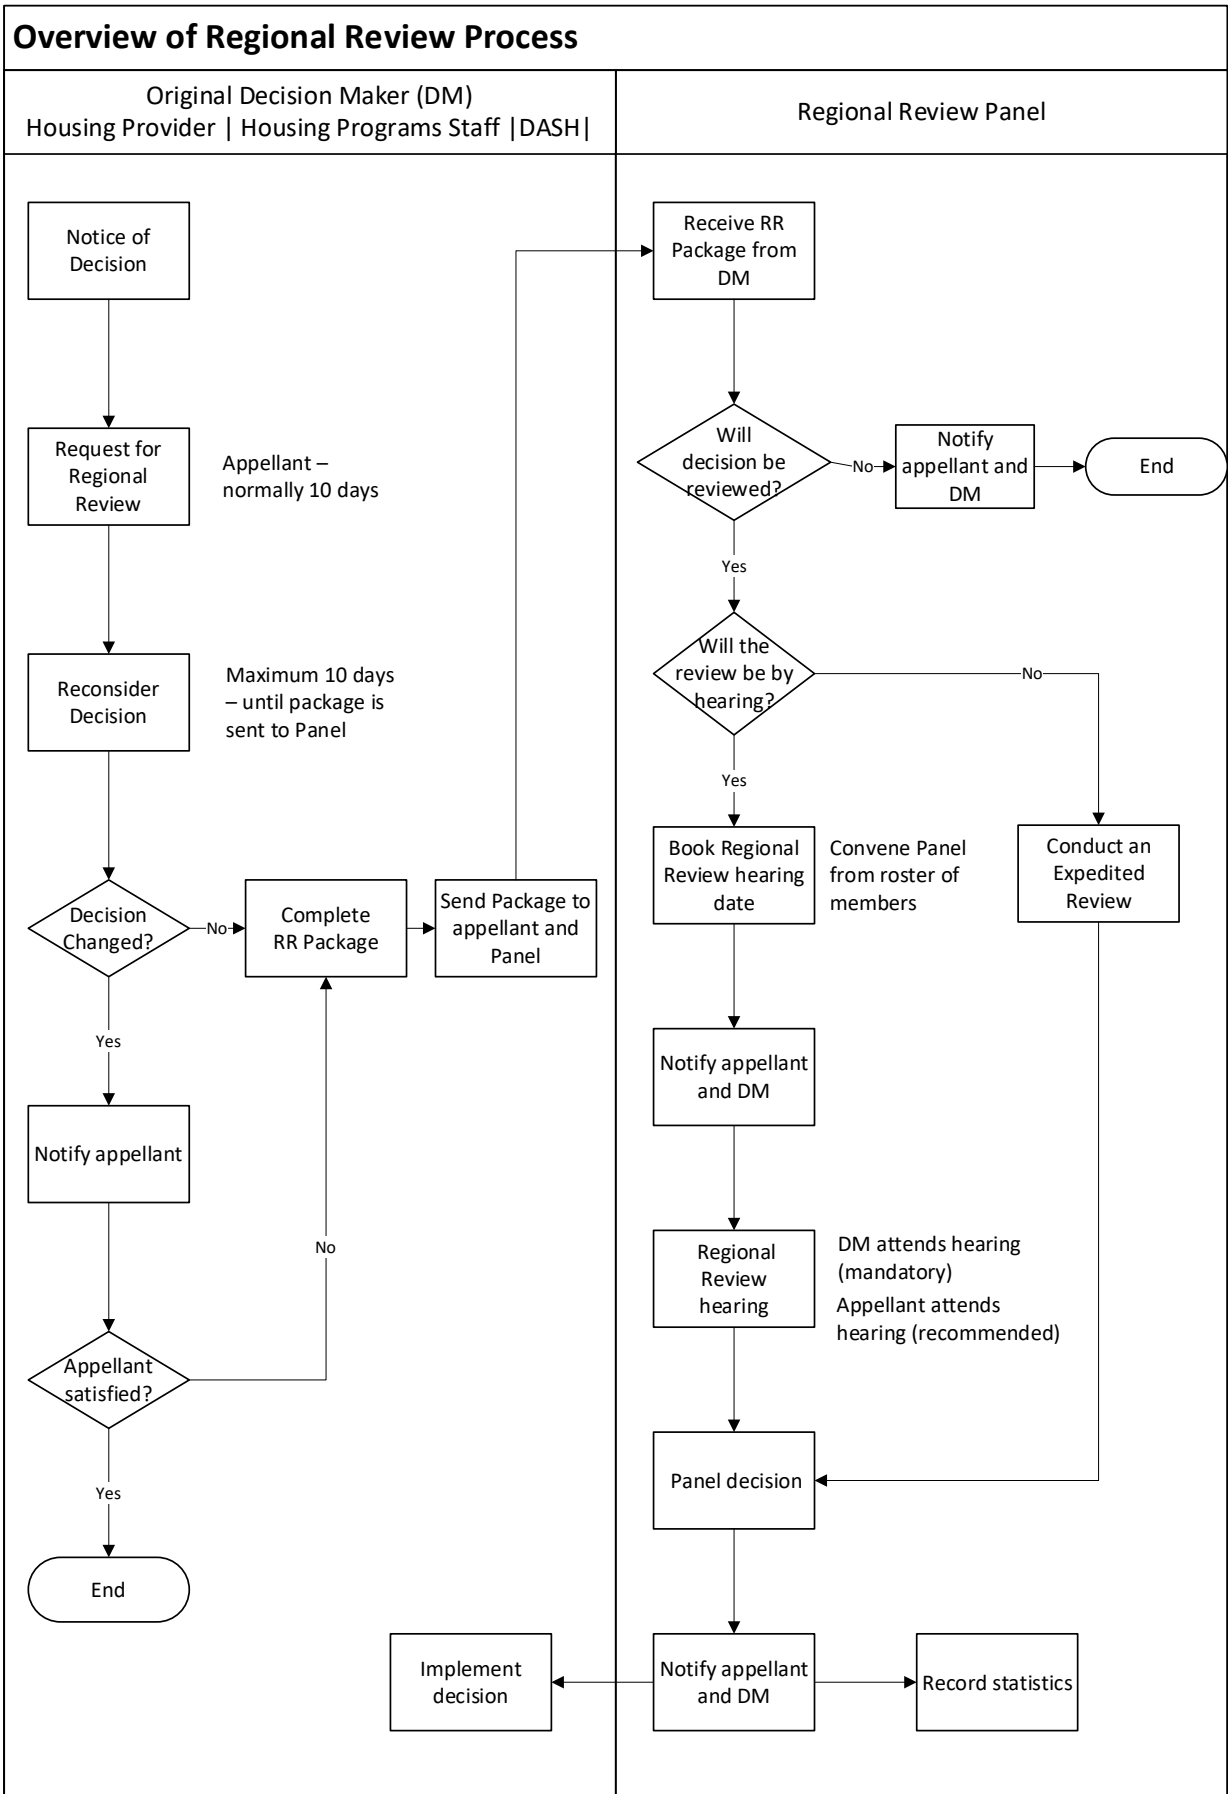 Overview of Regional Review Process
Original Decision Maker (DM)
Housing Provider | Housing Programs Staff |DASH|
Regional Review Panel
Notice of
Decision
Request for
Regional
Review
Appellant –
normally 10 days
Reconsider
Decision
Maximum 10 days
– until package is
sent to Panel
Decision
Changed?
No
Complete
RR Package
Send Package to
appellant and
Panel
Yes
Notify appellant
No
Appellant
satisfied?
Yes
End
Implement
decision
Receive RR
Package from
DM
Will
decision be
reviewed?
No
Notify
appellant and
DM
End
Yes
Will the
review be by
hearing?
No
Yes
Book Regional
Review hearing
date
Convene Panel
from roster of
members
Conduct an
Expedited
Review
Notify appellant
and DM
Regional
Review
hearing
DM attends hearing
(mandatory)
Appellant attends
hearing (recommended)
Panel decision
Notify appellant
and DM
Record statistics